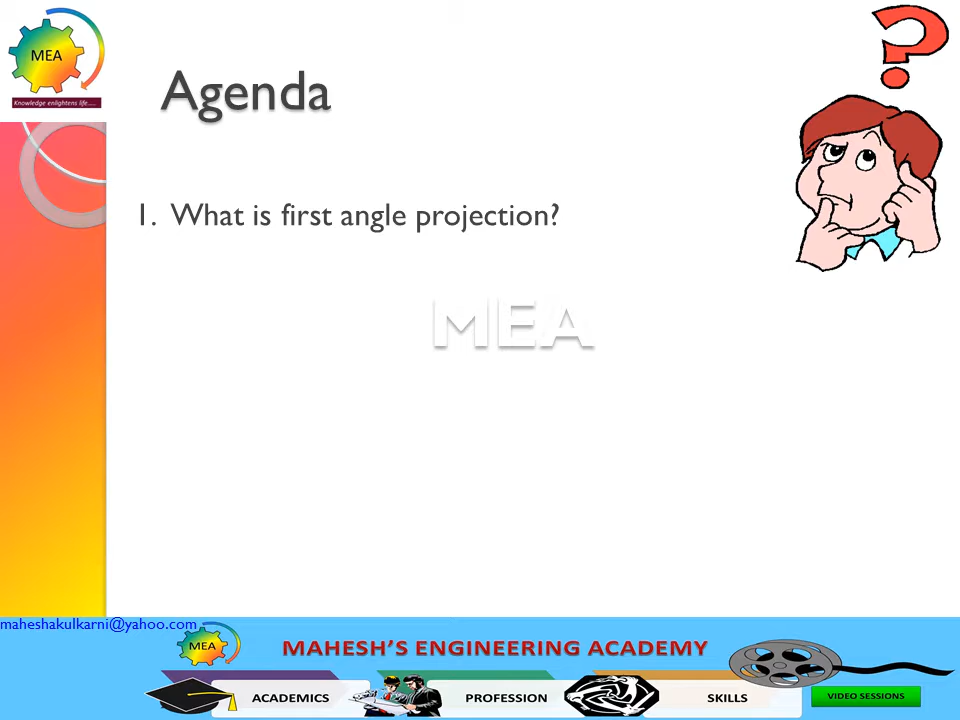 MEA
Knowledge enlightens life.....
Agenda
?
1. What is first angle projection?
MEA
maheshakulkarni@yahoo.com
MEA
MAHESH'S ENGINEERING ACADEMY
ACADEMICS
PROFESSION
SKILLS
VIDEO SESSIONS